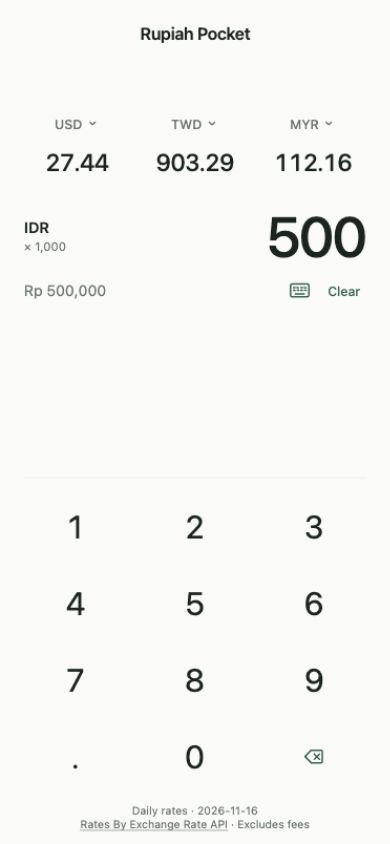 Rupiah Pocket
USD TWD MYR
27.44 903.29 112.16
IDR 500
× 1,000
Rp 500,000 Clear
1 2 3
4 5 6
7 8 9
. 0
Daily rates · 2026-11-16
Rates By Exchange Rate API · Excludes fees